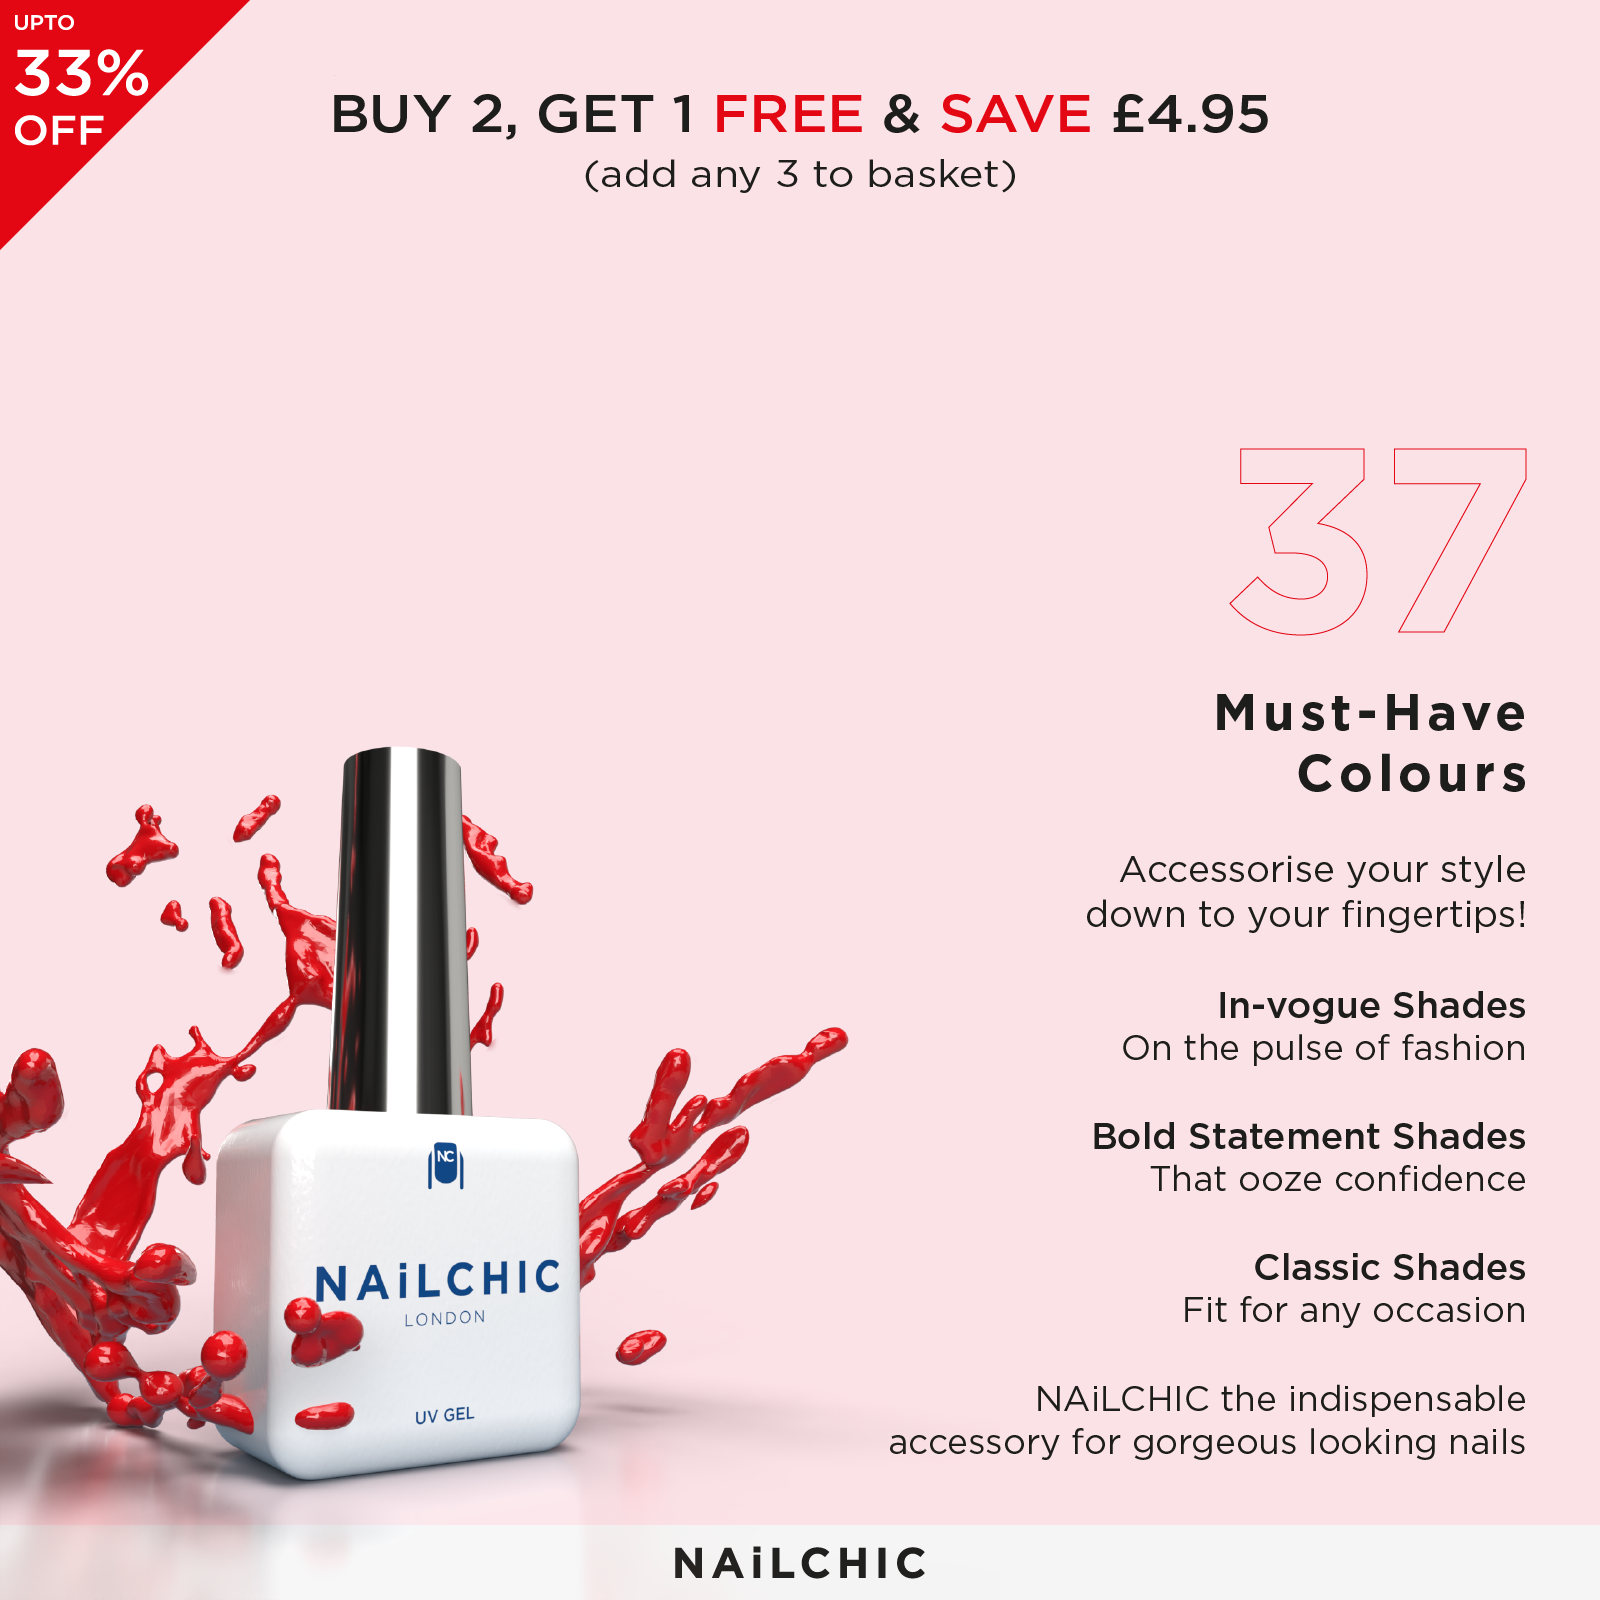 UPTO
33%
OFF
BUY 2, GET 1 FREE & SAVE £4.95
(add any 3 to basket)
37
Must-Have
Colours
Accessorise your style
down to your fingertips!
In-vogue Shades
On the pulse of fashion
Bold Statement Shades
That ooze confidence
Classic Shades
Fit for any occasion
NAiLCHIC the indispensable
accessory for gorgeous looking nails
NC
NAiLCHIC
LONDON
UV GEL
NAiLCHIC